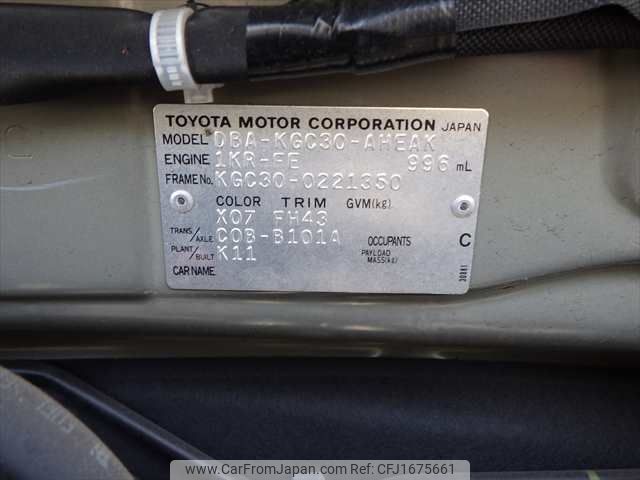 TOYOTA MOTOR CORPORATION JAPAN
MODEL DBA-KGC30-AHEAK
ENGINE 1KR-FE 996 mL
FRAME No. KGC30-0221350
COLOR TRIM GVM(kg)
X07 FH43
TRANS/AXLE C0B-B101A OCCUPANTS C
PLANT/BUILT K11 PAYLOAD MASS(kg)
CAR NAME
www.CarFromJapan.com - Car ID: CFJ1675661